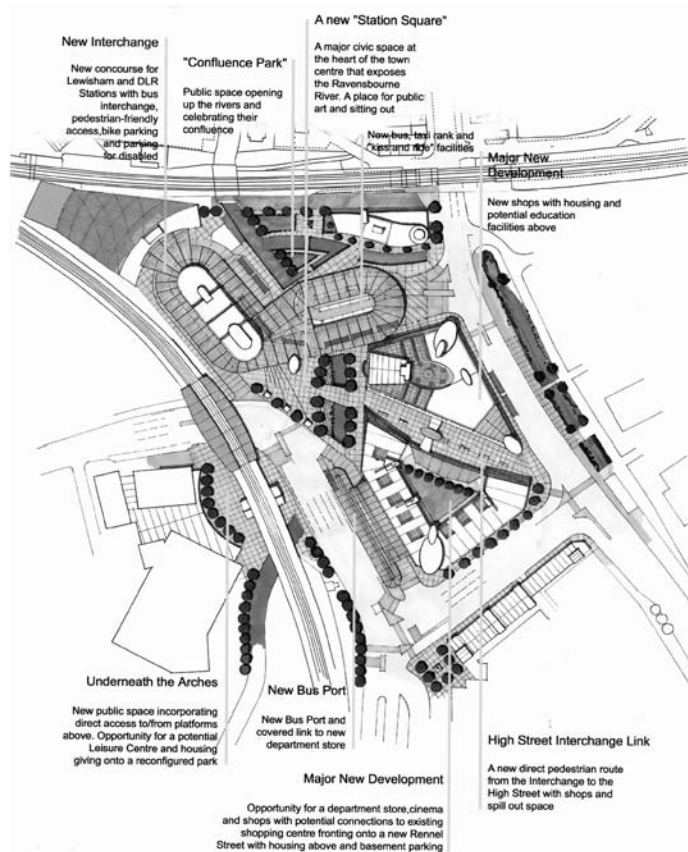 A new "Station Square"
A major civic space at
the heart of the town
centre that exposes
the Ravensbourne
River. A place for public
art and sitting out
New Interchange
New concourse for
Lewisham and DLR
Stations with bus
interchange,
pedestrian-friendly
access,bike parking
and parking
for disabled
"Confluence Park"
Public space opening
up the rivers and
celebrating their
confluence
New bus, taxi rank and
"kiss and ride" facilities
Major New
Development
New shops with housing and
potential education
facilities above
Underneath the Arches
New public space incorporating
direct access to/from platforms
above. Opportunity for a potential
Leisure Centre and housing
giving onto a reconfigured park
New Bus Port
New Bus Port and
covered link to new
department store
High Street Interchange Link
A new direct pedestrian route
from the Interchange to the
High Street with shops and
spill out space
Major New Development
Opportunity for a department store,cinema
and shops with potential connections to existing
shopping centre fronting onto a new Rennel
Street with housing above and basement parking